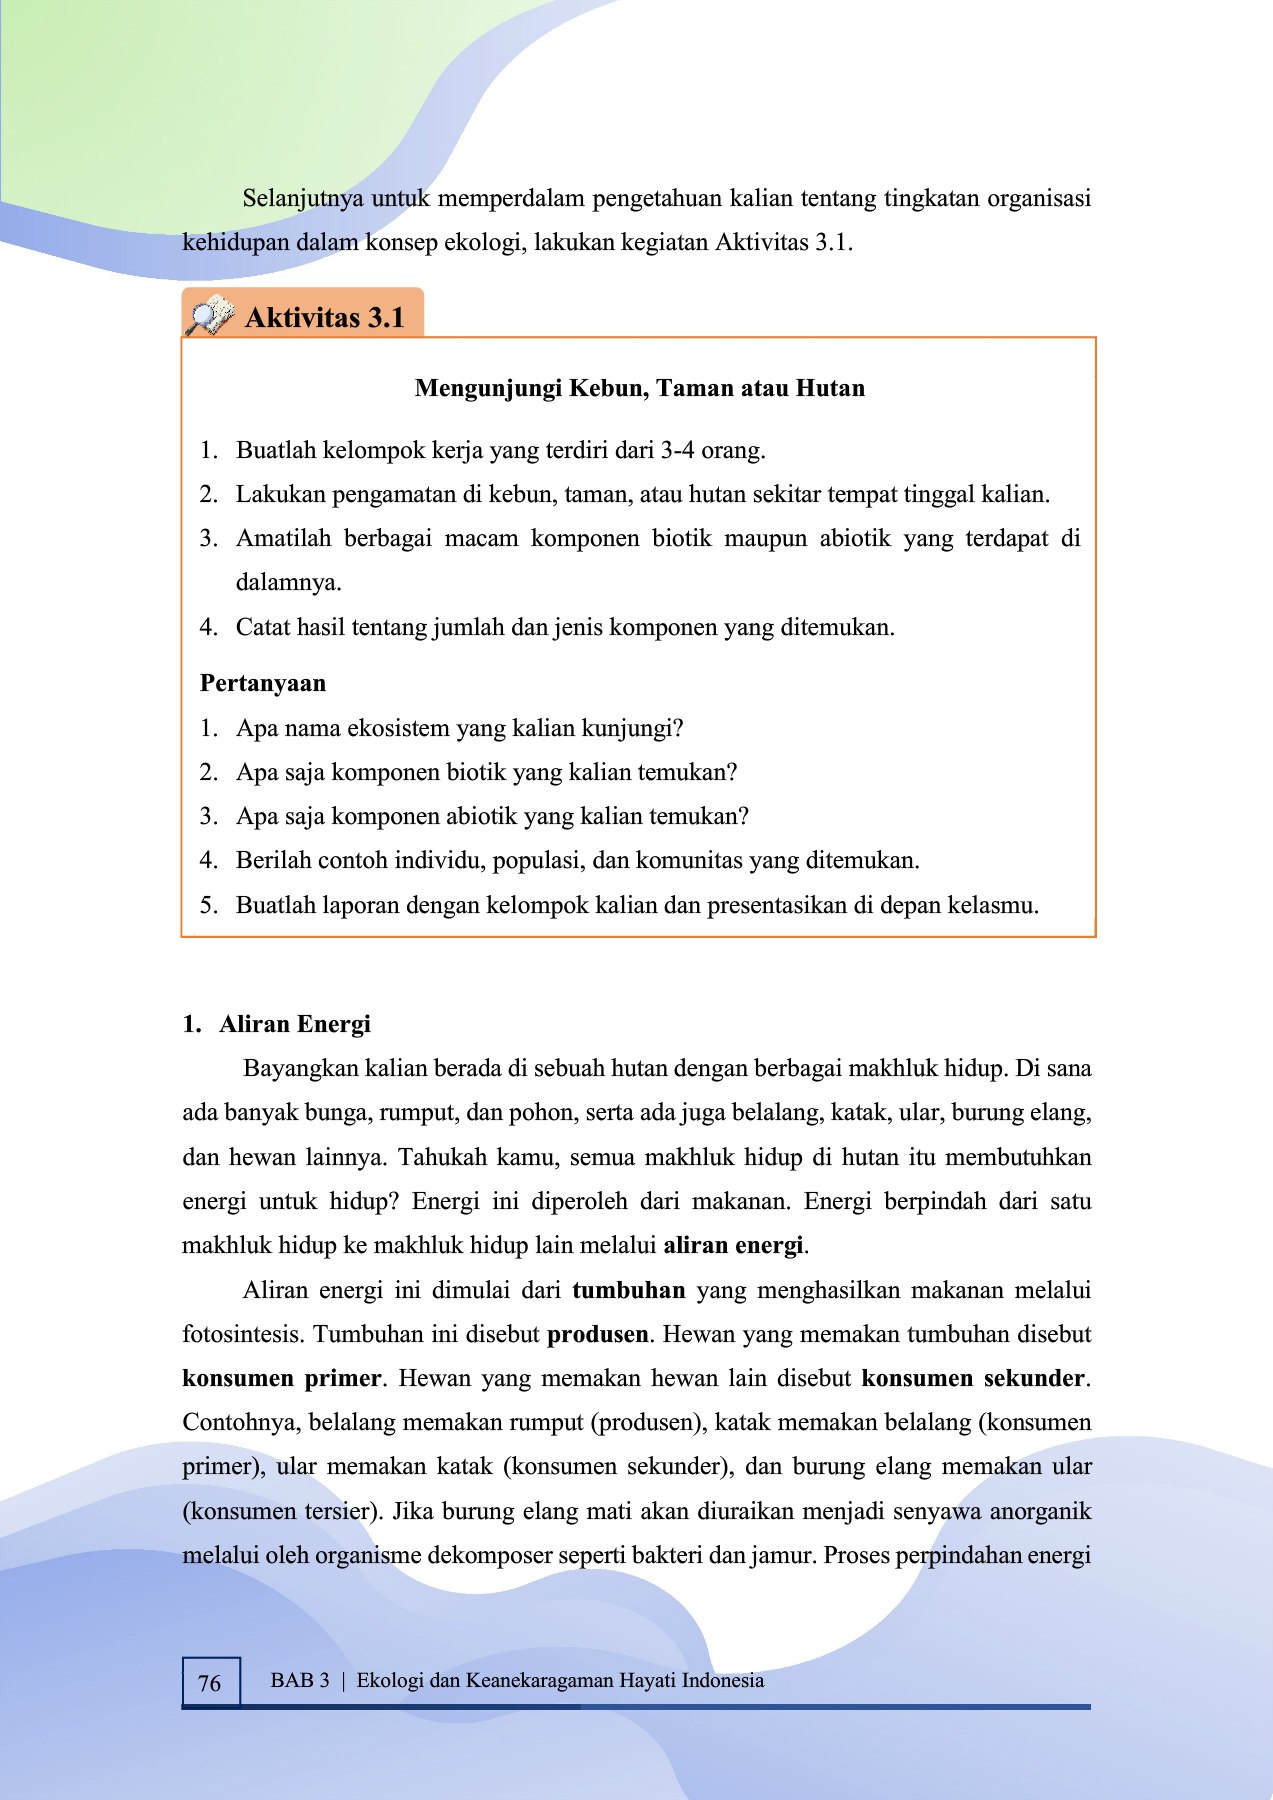 Selanjutnya untuk memperdalam pengetahuan kalian tentang tingkatan organisasi
kehidupan dalam konsep ekologi, lakukan kegiatan Aktivitas 3.1.
Aktivitas 3.1
Mengunjungi Kebun, Taman atau Hutan
1. Buatlah kelompok kerja yang terdiri dari 3-4 orang.
2. Lakukan pengamatan di kebun, taman, atau hutan sekitar tempat tinggal kalian.
3. Amatilah berbagai macam komponen biotik maupun abiotik yang terdapat di
dalamnya.
4. Catat hasil tentang jumlah dan jenis komponen yang ditemukan.
Pertanyaan
1. Apa nama ekosistem yang kalian kunjungi?
2. Apa saja komponen biotik yang kalian temukan?
3. Apa saja komponen abiotik yang kalian temukan?
4. Berilah contoh individu, populasi, dan komunitas yang ditemukan.
5. Buatlah laporan dengan kelompok kalian dan presentasikan di depan kelasmu.
1. Aliran Energi
Bayangkan kalian berada di sebuah hutan dengan berbagai makhluk hidup. Di sana
ada banyak bunga, rumput, dan pohon, serta ada juga belalang, katak, ular, burung elang,
dan hewan lainnya. Tahukah kamu, semua makhluk hidup di hutan itu membutuhkan
energi untuk hidup? Energi ini diperoleh dari makanan. Energi berpindah dari satu
makhluk hidup ke makhluk hidup lain melalui aliran energi.
Aliran energi ini dimulai dari tumbuhan yang menghasilkan makanan melalui
fotosintesis. Tumbuhan ini disebut produsen. Hewan yang memakan tumbuhan disebut
konsumen primer. Hewan yang memakan hewan lain disebut konsumen sekunder.
Contohnya, belalang memakan rumput (produsen), katak memakan belalang (konsumen
primer), ular memakan katak (konsumen sekunder), dan burung elang memakan ular
(konsumen tersier). Jika burung elang mati akan diuraikan menjadi senyawa anorganik
melalui oleh organisme dekomposer seperti bakteri dan jamur. Proses perpindahan energi
76 BAB 3 | Ekologi dan Keanekaragaman Hayati Indonesia